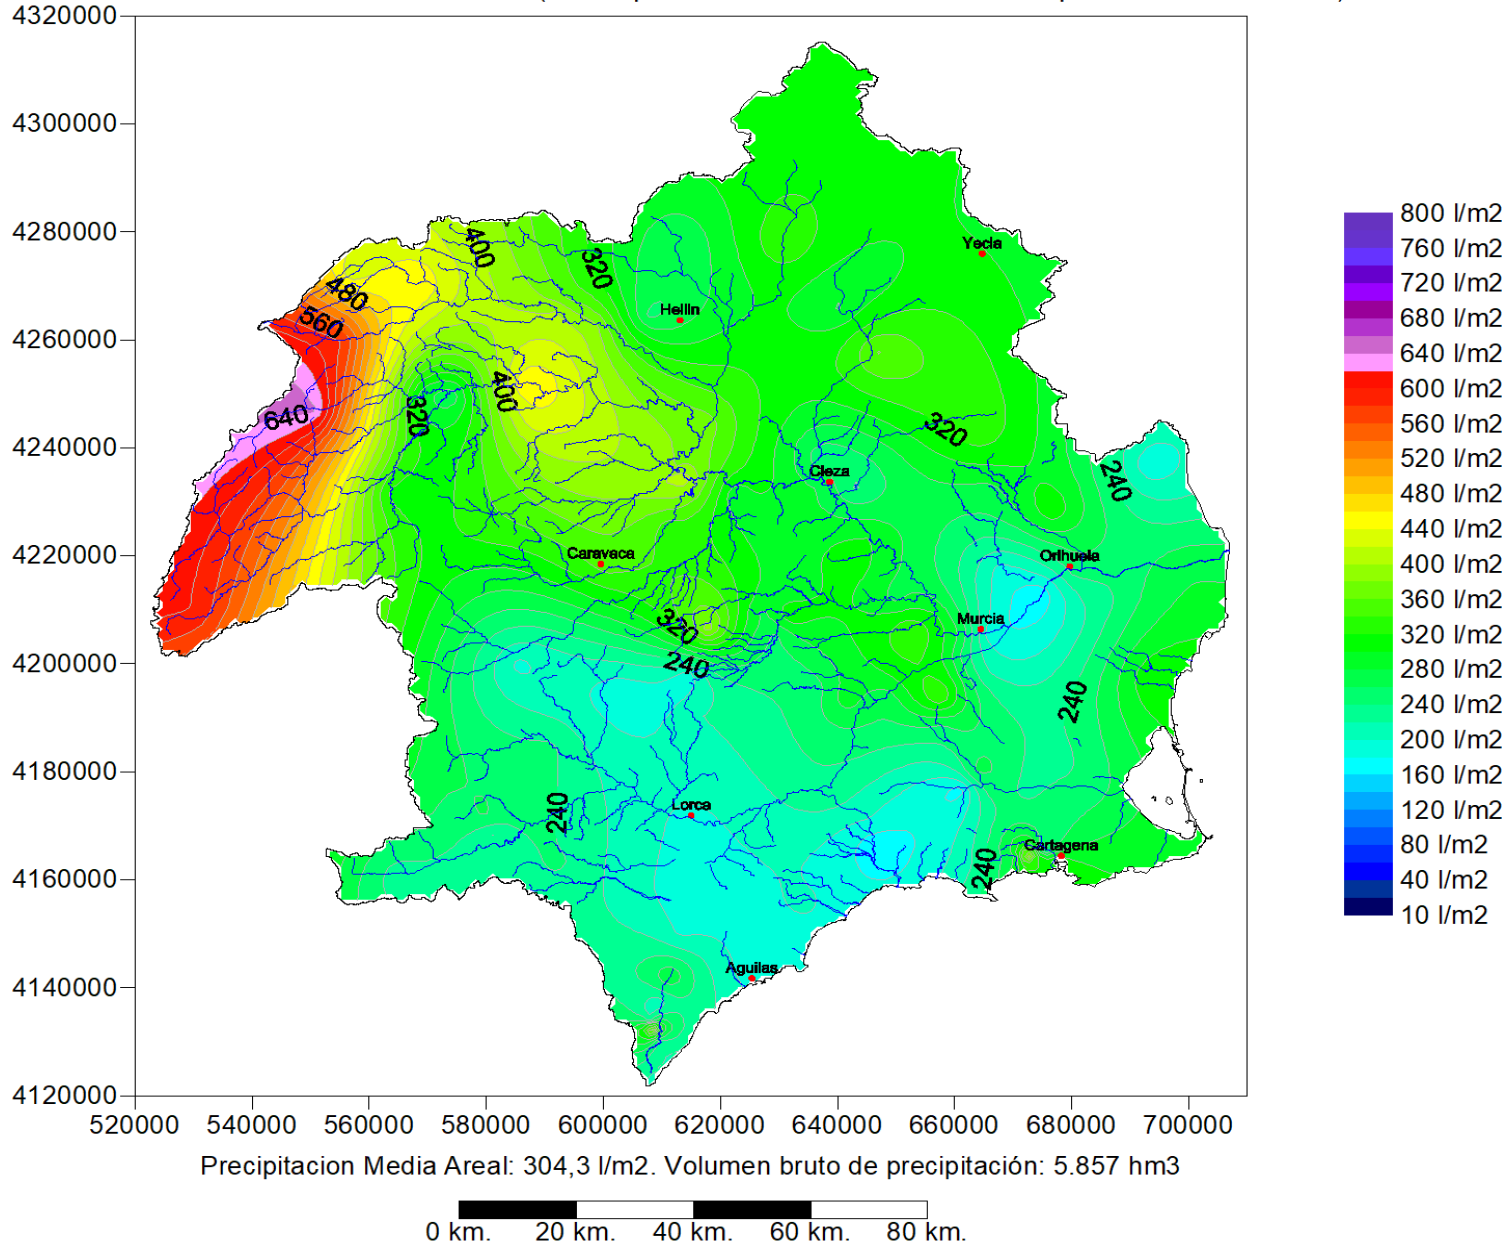 4320000
4300000
4280000
4260000
4240000
4220000
4200000
4180000
4160000
4140000
4120000
520000 540000 560000 580000 600000 620000 640000 660000 680000 700000
400
320
480
560
640
320
400
320
240
320
240
240
240
240
Yecla
Hellin
Cieza
Caravaca
Orihuela
Murcia
Lorca
Cartagena
Aguilas
800 l/m2
760 l/m2
720 l/m2
680 l/m2
640 l/m2
600 l/m2
560 l/m2
520 l/m2
480 l/m2
440 l/m2
400 l/m2
360 l/m2
320 l/m2
280 l/m2
240 l/m2
200 l/m2
160 l/m2
120 l/m2
80 l/m2
40 l/m2
10 l/m2
Precipitacion Media Areal: 304,3 l/m2. Volumen bruto de precipitación: 5.857 hm3
0 km. 20 km. 40 km. 60 km. 80 km.